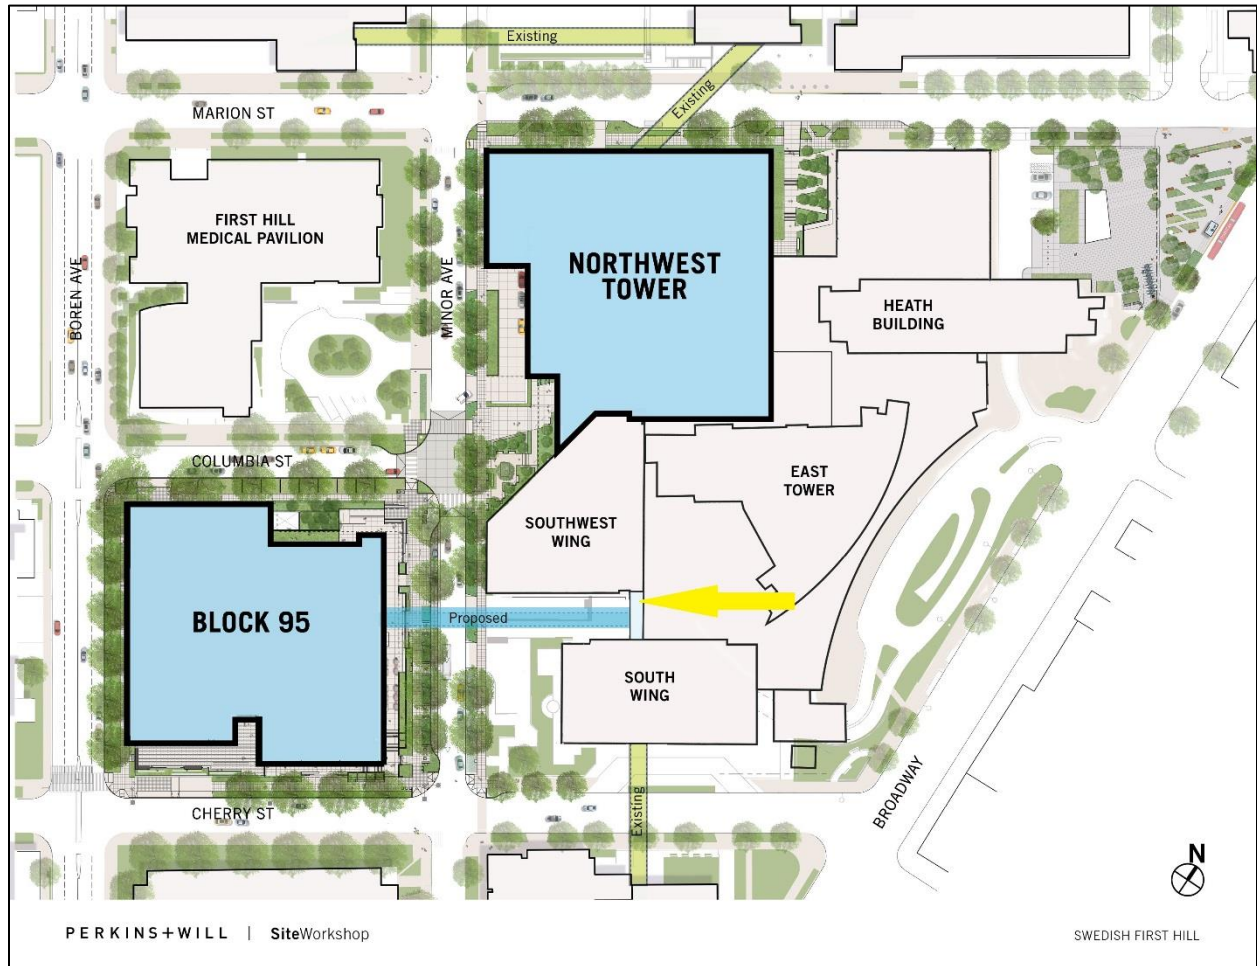 Existing
Existing
MARION ST
FIRST HILL
MEDICAL PAVILION
BOREN AVE
MINOR AVE
NORTHWEST
TOWER
HEATH
BUILDING
COLUMBIA ST
EAST
TOWER
SOUTHWEST
WING
BLOCK 95
Proposed
SOUTH
WING
BROADWAY
CHERRY ST
Existing
N
PERKINS+WILL | SiteWorkshop
SWEDISH FIRST HILL